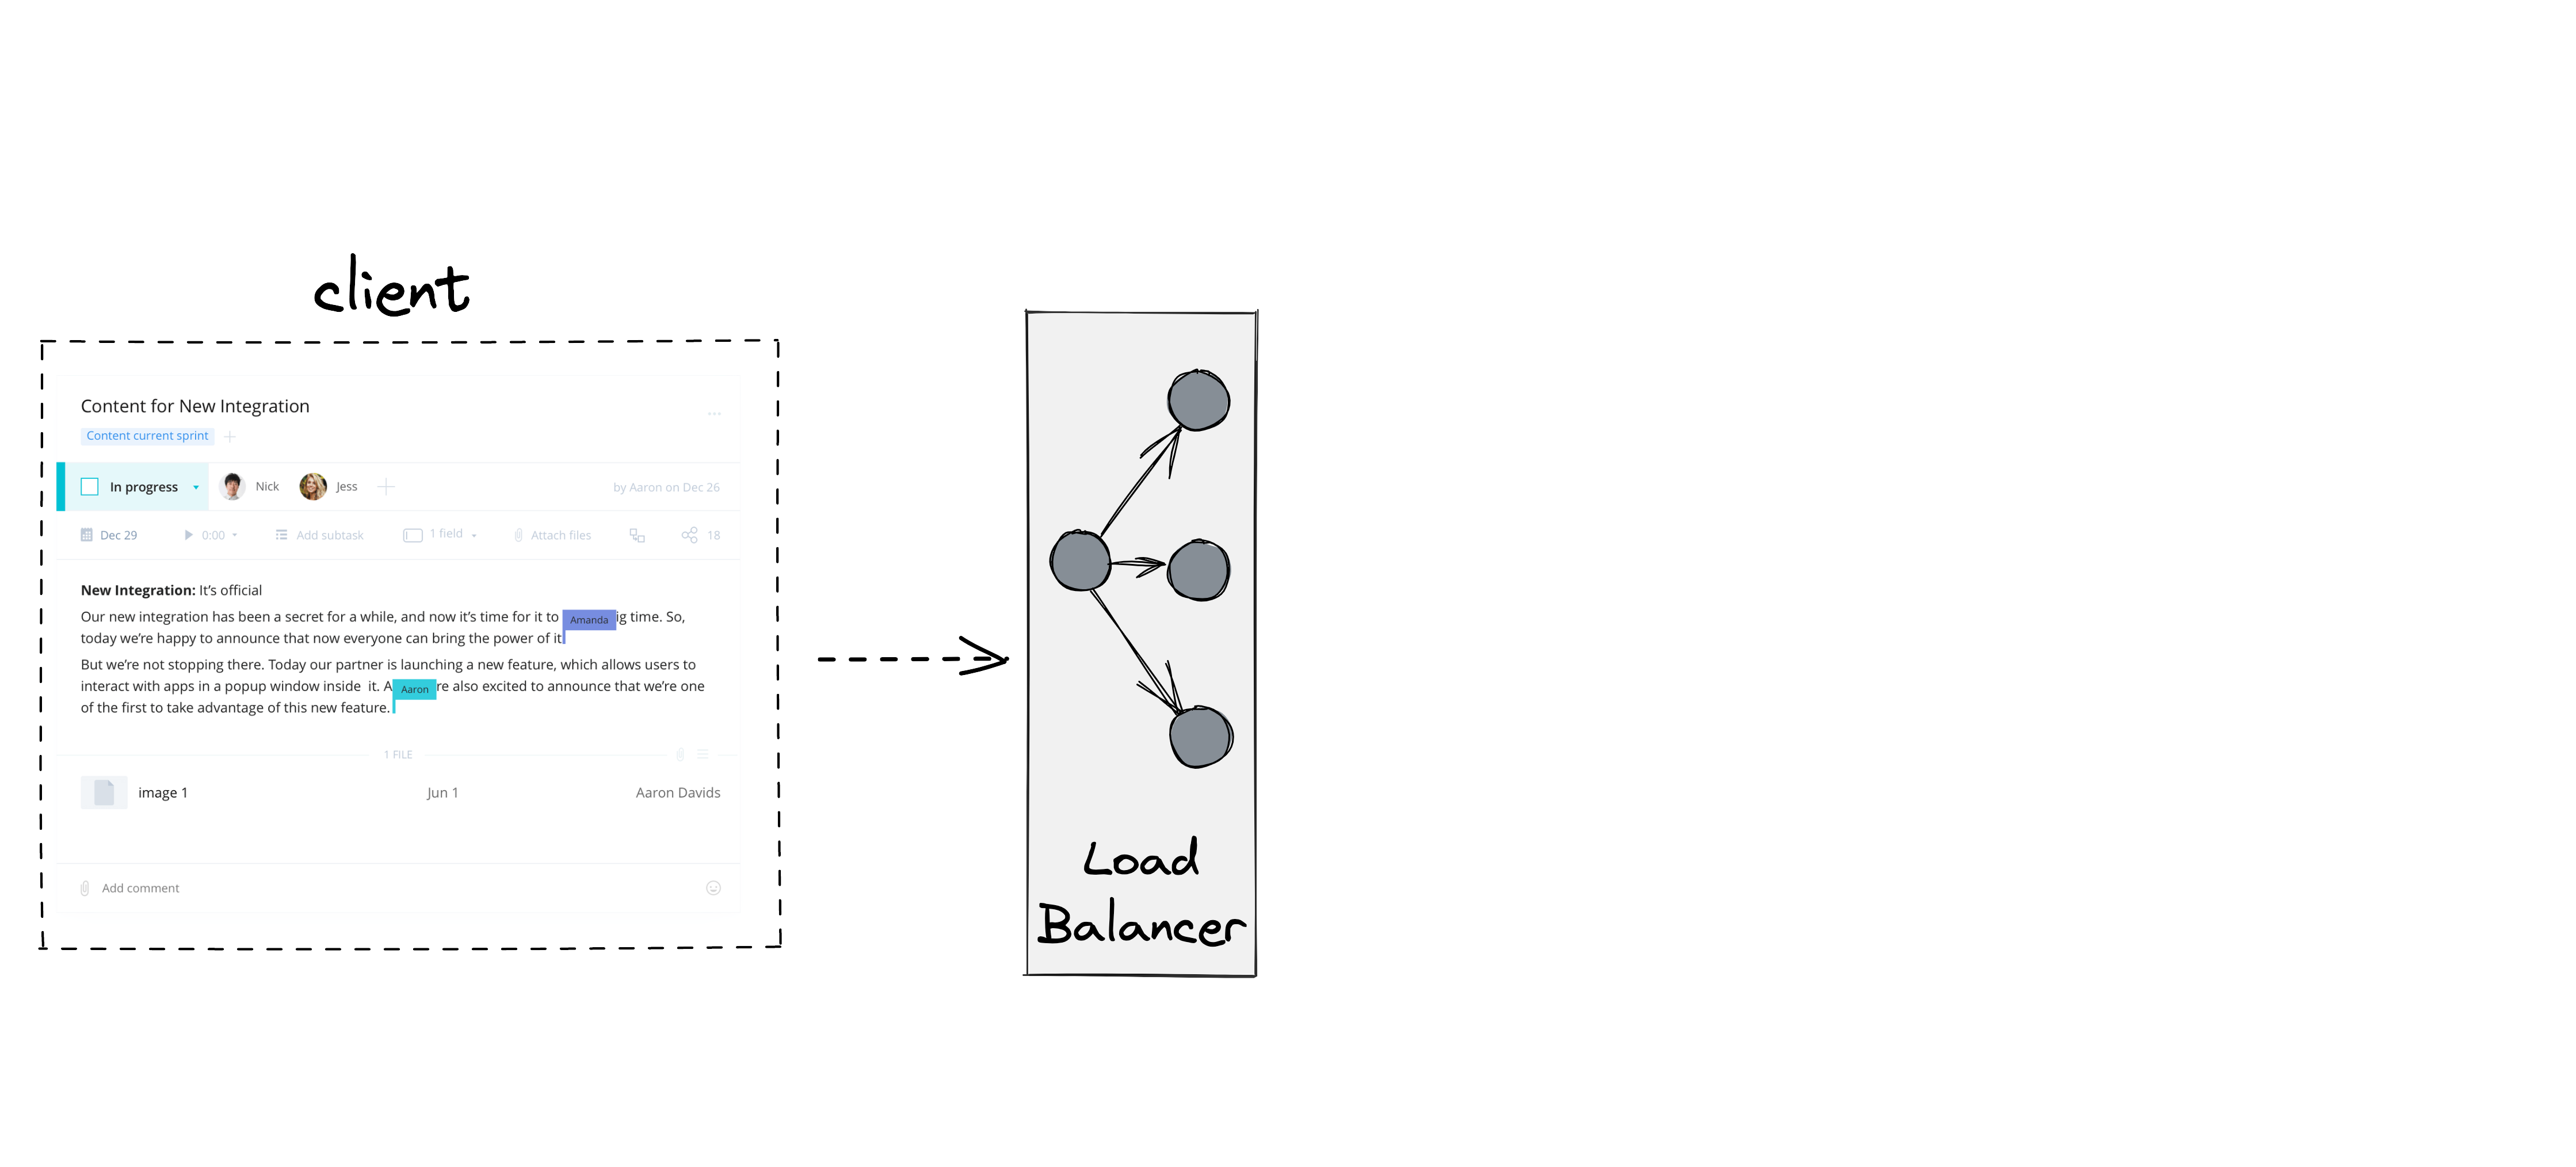 client
Content for New Integration
Content current sprint
In progress
Nick
Jess
by Aaron on Dec 26
Dec 29
0:00
Add subtask
1 field
Attach files
18
New Integration: It’s official
Our new integration has been a secret for a while, and now it’s time for it to Amanda ig time. So,
today we’re happy to announce that now everyone can bring the power of it
But we’re not stopping there. Today our partner is launching a new feature, which allows users to
interact with apps in a popup window inside it. A Aaron re also excited to announce that we’re one
of the first to take advantage of this new feature.
1 FILE
image 1
Jun 1
Aaron Davids
Add comment
Load
Balancer